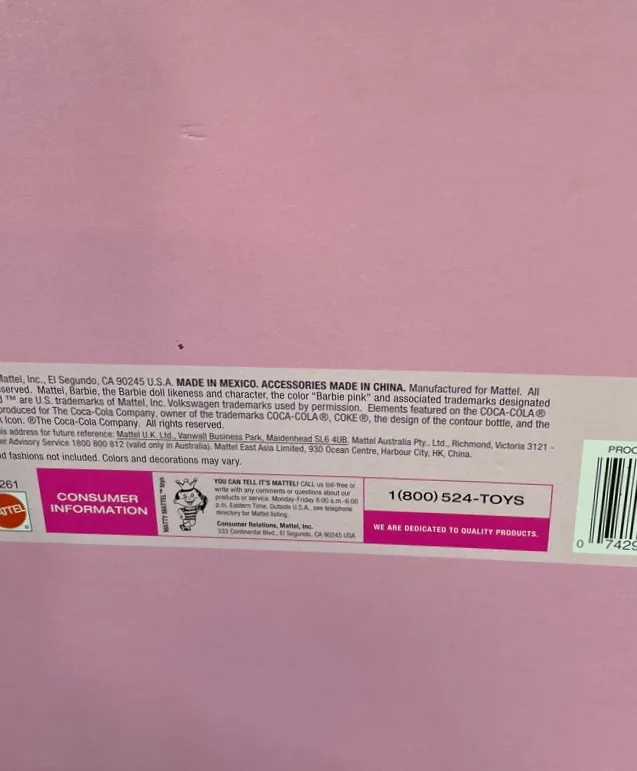 Mattel, Inc., El Segundo, CA 90245 U.S.A. MADE IN MEXICO. ACCESSORIES MADE IN CHINA. Manufactured for Mattel. All
served. Mattel, Barbie, the Barbie doll likeness and character, the color "Barbie pink" and associated trademarks designated
™ are U.S. trademarks of Mattel, Inc. Volkswagen trademarks used by permission. Elements featured on the COCA-COLA®
produced for The Coca-Cola Company, owner of the trademarks COCA-COLA®, COKE®, the design of the contour bottle, and the
Icon. ®The Coca-Cola Company. All rights reserved.
is address for future reference: Mattel U.K. Ltd., Vanwall Business Park, Maidenhead SL6 4UB. Mattel Australia Pty., Ltd., Richmond, Victoria 3121 -
er Advisory Service 1800 800 812 (valid only in Australia). Mattel East Asia Limited, 930 Ocean Centre, Harbour City, HK, China.
d fashions not included. Colors and decorations may vary.
261
MATTEL
CONSUMER
INFORMATION
MATTY MATTEL™ says
YOU CAN TELL IT'S MATTEL! CALL us toll-free or
write with any comments or questions about our
products or service. Monday-Friday 8:00 a.m.-6:00
p.m. Eastern Time. Outside U.S.A., see telephone
directory for Mattel listing.
Consumer Relations, Mattel, Inc.
333 Continental Blvd., El Segundo, CA 90245 USA
1(800) 524-TOYS
WE ARE DEDICATED TO QUALITY PRODUCTS.
PROD
0 7429